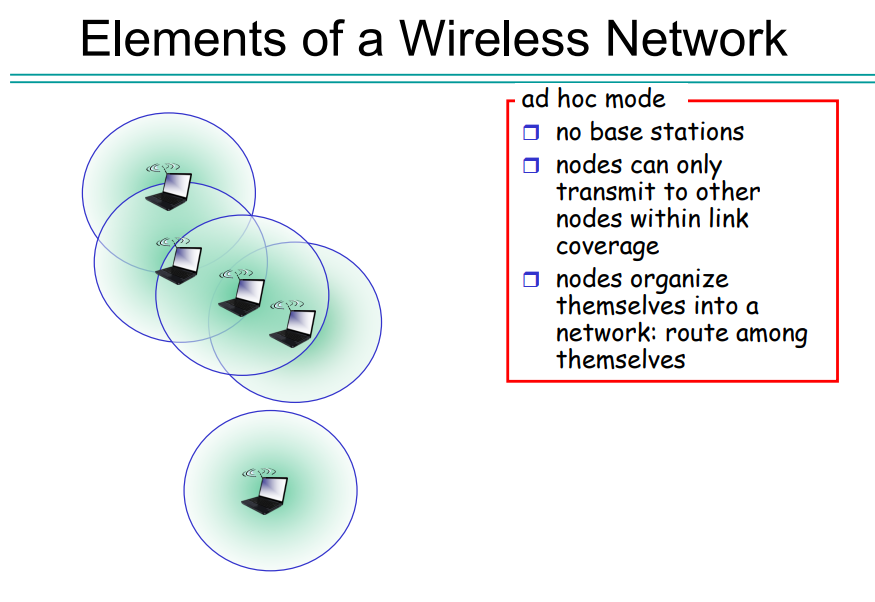 Elements of a Wireless Network
ad hoc mode
no base stations
nodes can only
transmit to other
nodes within link
coverage
nodes organize
themselves into a
network: route among
themselves